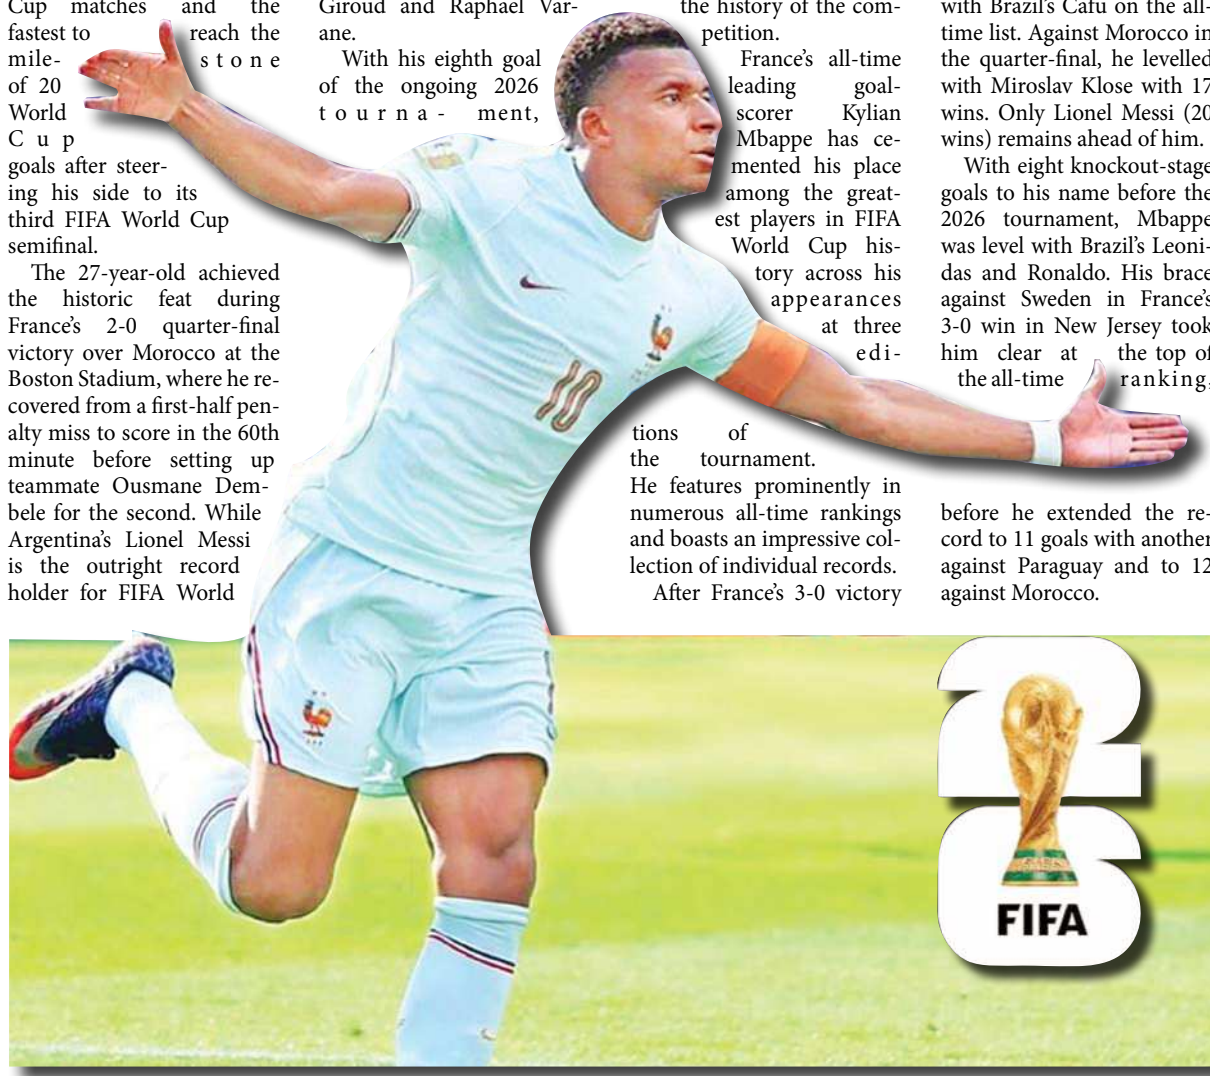 Cup matches and the
fastest to reach the
mile- stone
of 20
World
Cup
goals after steer-
ing his side to its
third FIFA World Cup
semifinal.
The 27-year-old achieved
the historic feat during
France's 2-0 quarter-final
victory over Morocco at the
Boston Stadium, where he re-
covered from a first-half pen-
alty miss to score in the 60th
minute before setting up
teammate Ousmane Dem-
bele for the second. While
Argentina's Lionel Messi
is the outright record
holder for FIFA World
Giroud and Raphael Var-
ane.
With his eighth goal
of the ongoing 2026
tourna- ment,
the history of the com-
petition.
France's all-time
leading goal-
scorer Kylian
Mbappe has ce-
mented his place
among the great-
est players in FIFA
World Cup his-
tory across his
appearances
at three
edi-
tions of
the tournament.
He features prominently in
numerous all-time rankings
and boasts an impressive col-
lection of individual records.
After France's 3-0 victory
with Brazil's Cafu on the all-
time list. Against Morocco in
the quarter-final, he levelled
with Miroslav Klose with 17
wins. Only Lionel Messi (20
wins) remains ahead of him.
With eight knockout-stage
goals to his name before the
2026 tournament, Mbappe
was level with Brazil's Leoni-
das and Ronaldo. His brace
against Sweden in France's
3-0 win in New Jersey took
him clear at the top of
the all-time ranking,
before he extended the re-
cord to 11 goals with another
against Paraguay and to 12
against Morocco.
10
26
FIFA